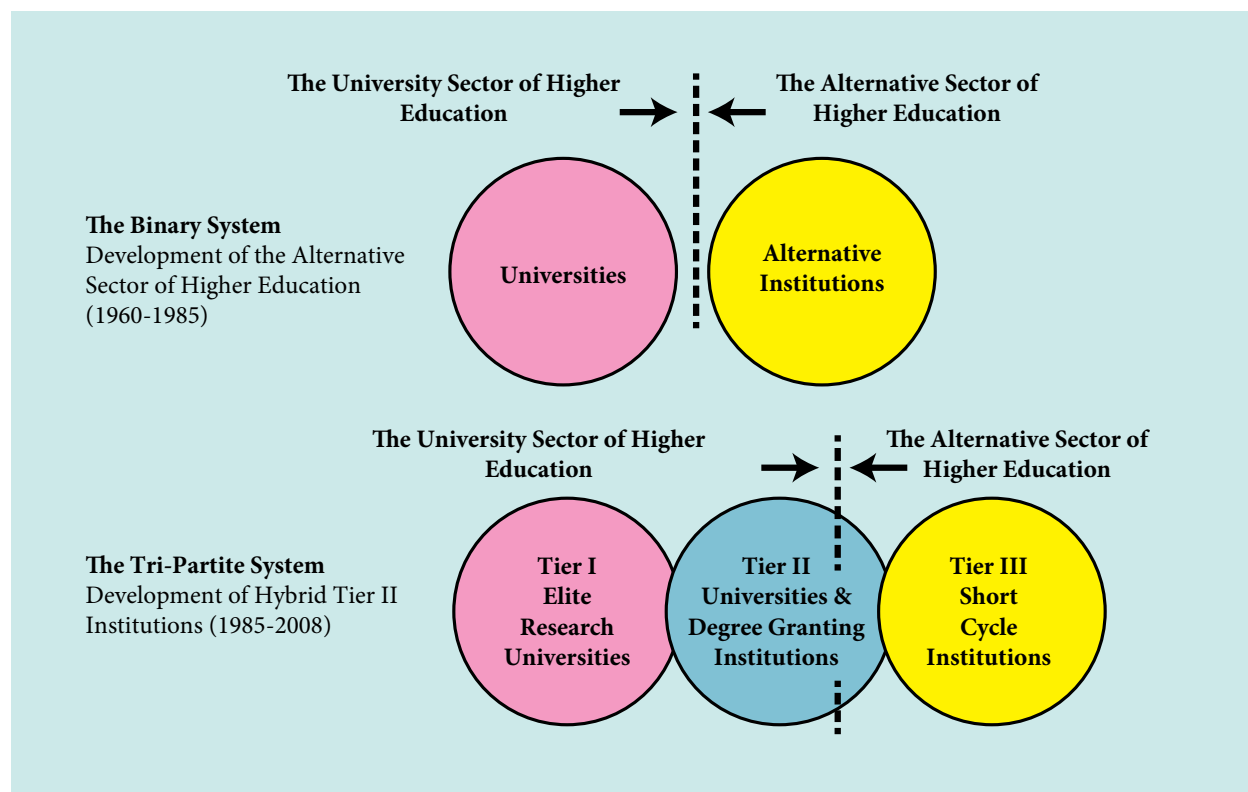 The University Sector of Higher
Education
The Alternative Sector of
Higher Education
The Binary System
Development of the Alternative
Sector of Higher Education
(1960-1985)
Universities
Alternative
Institutions
The University Sector of Higher
Education
The Alternative Sector of
Higher Education
The Tri-Partite System
Development of Hybrid Tier II
Institutions (1985-2008)
Tier I
Elite
Research
Universities
Tier II
Universities &
Degree Granting
Institutions
Tier III
Short
Cycle
Institutions